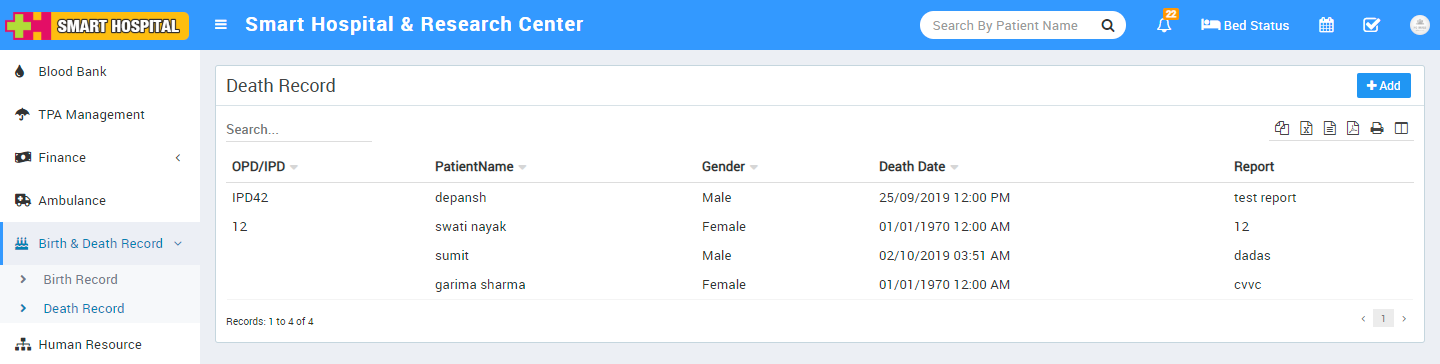 SMART HOSPITAL
Smart Hospital & Research Center
Search By Patient Name
22
Bed Status
Blood Bank
TPA Management
Finance
Ambulance
Birth & Death Record
Birth Record
Death Record
Human Resource
Death Record
Add
Search...
OPD/IPD PatientName Gender Death Date Report
IPD42 depansh Male 25/09/2019 12:00 PM test report
12 swati nayak Female 01/01/1970 12:00 AM 12
sumit Male 02/10/2019 03:51 AM dadas
garima sharma Female 01/01/1970 12:00 AM cvvc
Records: 1 to 4 of 4
1